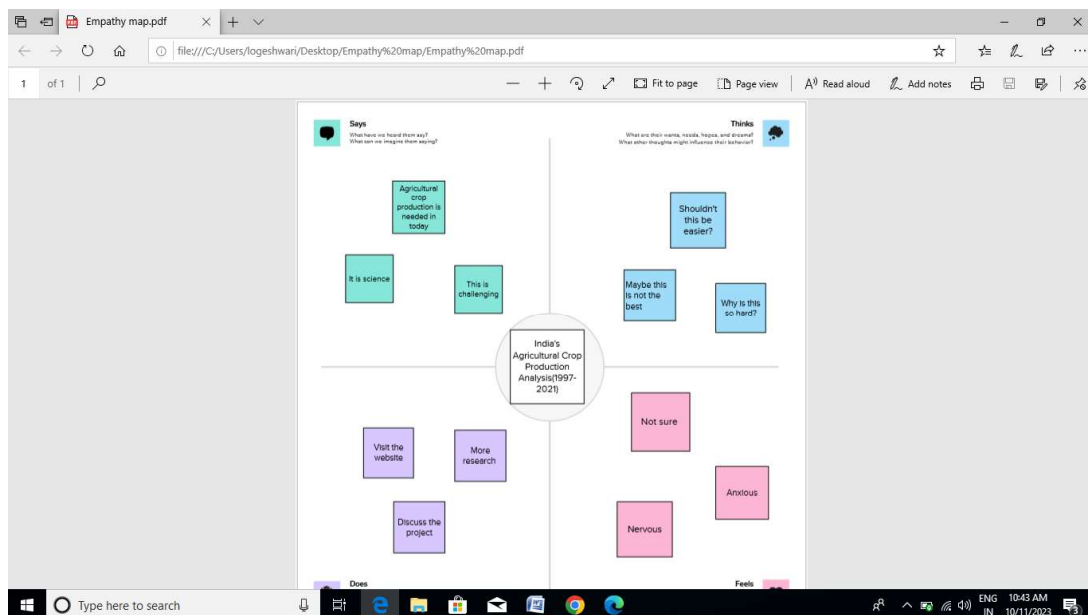 Empathy map.pdf
file:///C:/Users/logeshwari/Desktop/Empathy%20map/Empathy%20map.pdf
1 of 1
Fit to page
Page view
Read aloud
Add notes
Says
What have we heard them say?
What can we imagine them saying?
Thinks
What are their wants, needs, hopes, and dreams?
What other thoughts might influence their behavior?
Agricultural
crop
production is
needed in
today
It is science
This is
challenging
Shouldn't
this be
easier?
Maybe this
is not the
best
Why is this
so hard?
India's
Agricultural Crop
Production
Analysis(1997-
2021)
Visit the
website
More
research
Discuss the
project
Not sure
Anxious
Nervous
Does
Feels
Type here to search
ENG
IN
10:43 AM
10/11/2023